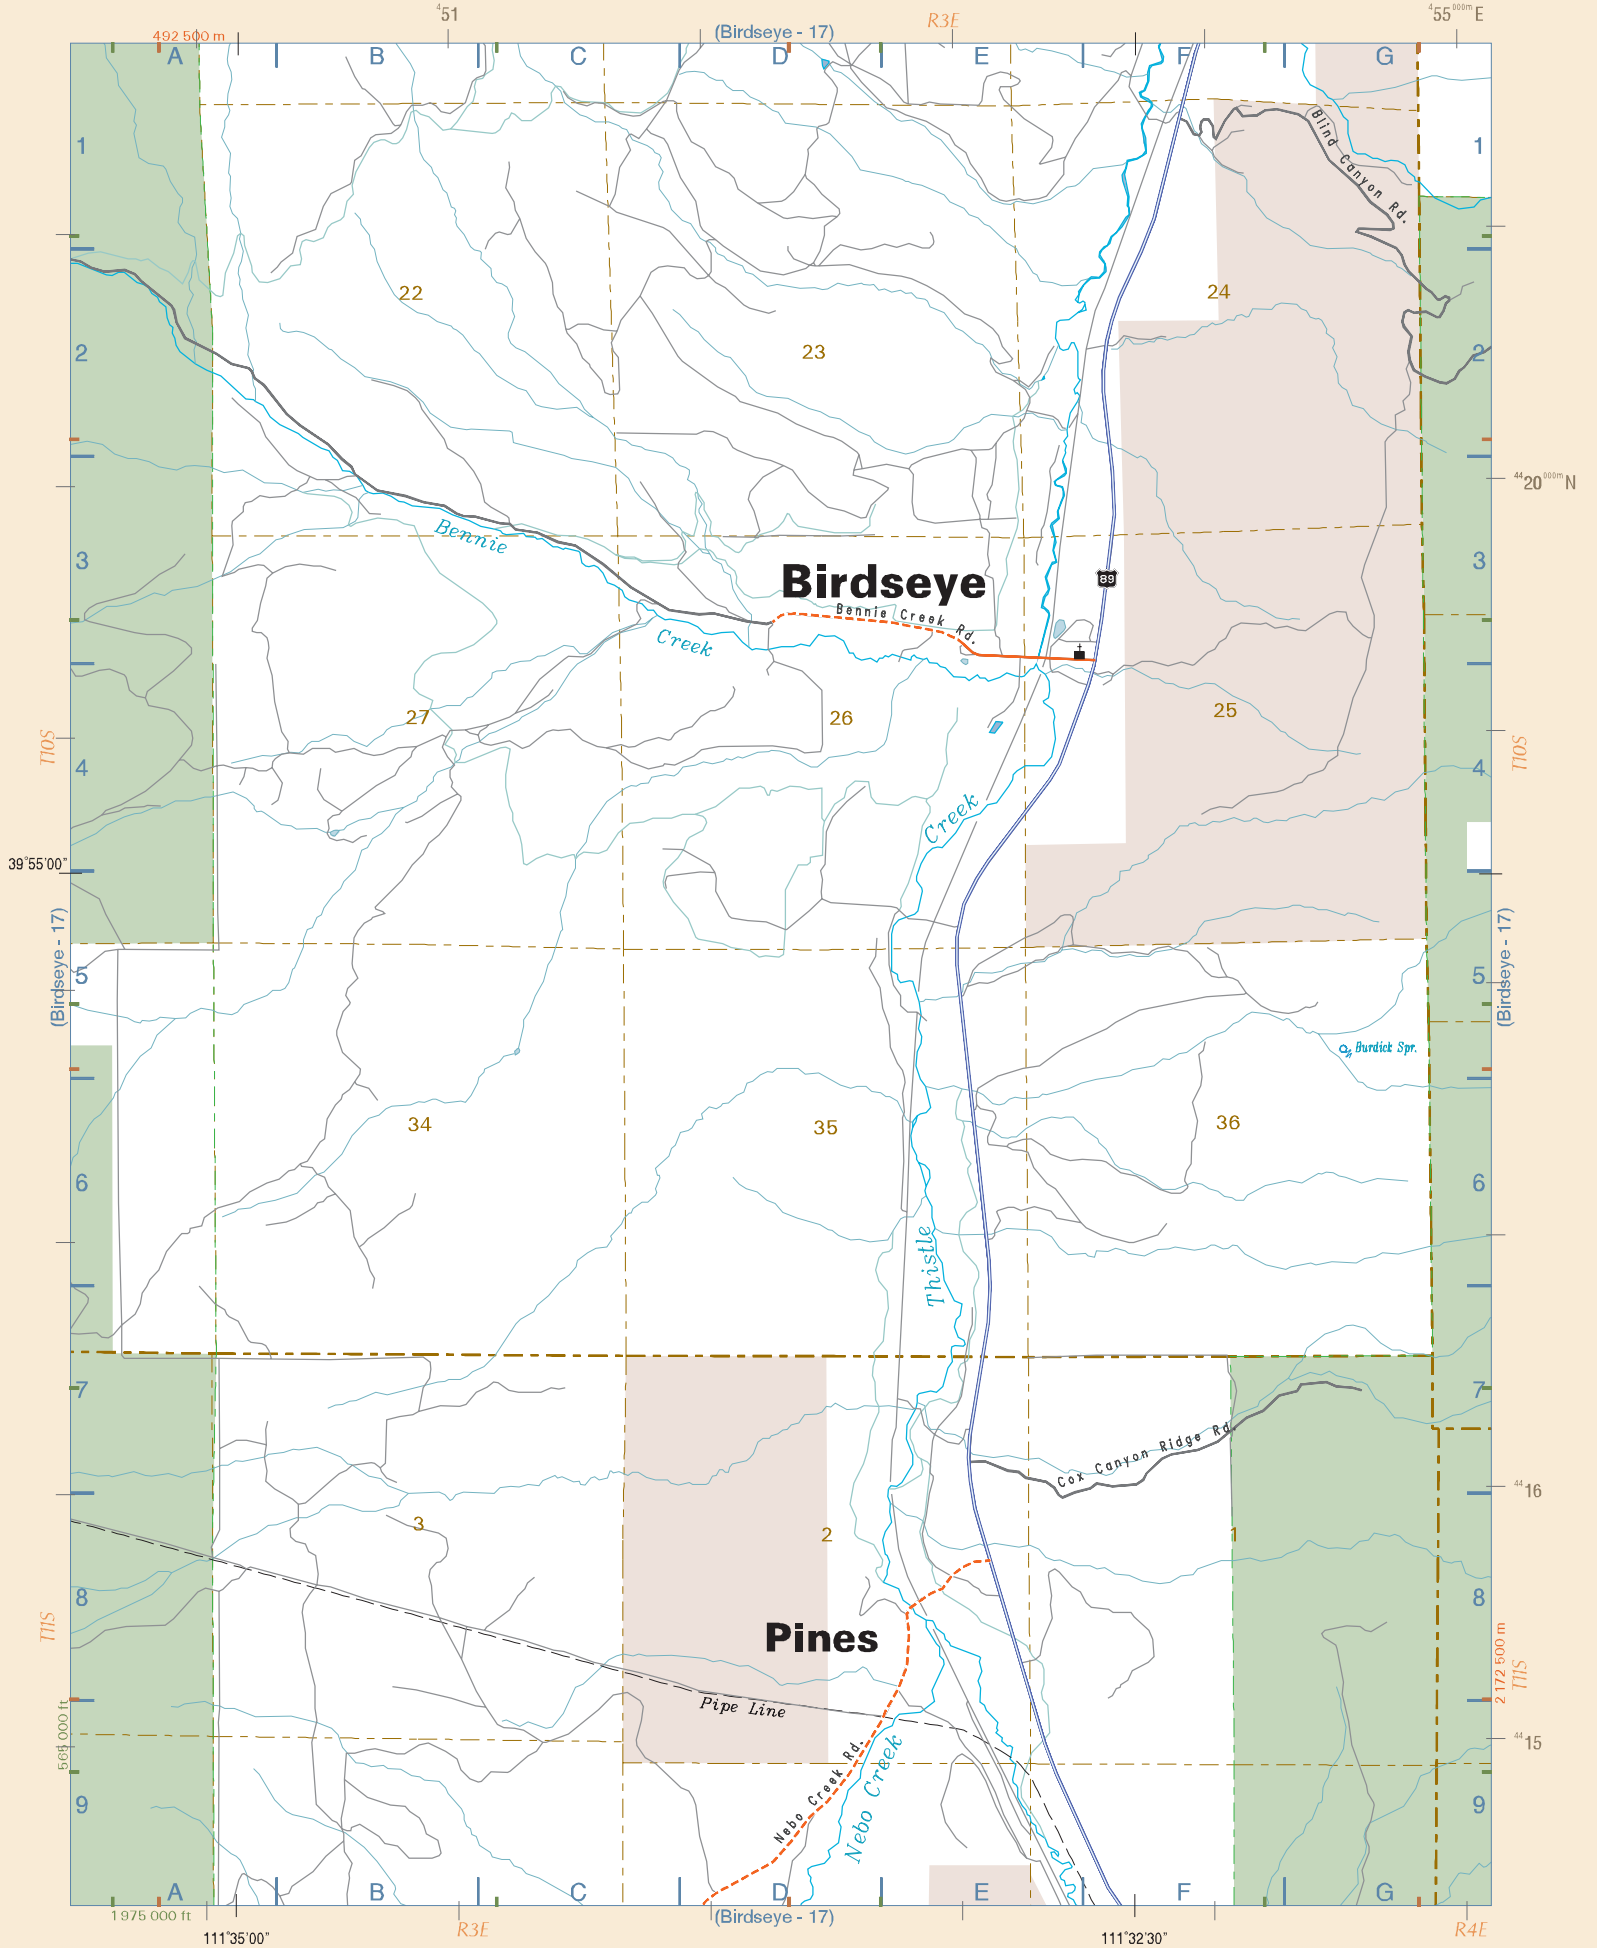 ⁴51
R3E
⁴55⁰⁰⁰ᵐ E
492 500 m
(Birdseye - 17)
A B C D E F G
1 1
Blind Canyon Rd.
22
24
2 23 2
⁴⁴20⁰⁰⁰ᵐ N
Bennie
3 3
Birdseye
89
Bennie Creek Rd.
Creek
27 26 25
T10S T10S
4 4
Creek
39°55'00"
(Birdseye - 17) (Birdseye - 17)
5 5
Burdick Spr.
34 35 36
6 6
Thistle
7 7
Cox Canyon Ridge Rd.
⁴⁴16
3 2 1
8 8
T11S T11S
Pines
2 172 500 m
Pipe Line
565 000 ft
⁴⁴15
Nebo Creek Rd.
Nebo Creek
9 9
A B C D E F G
1 975 000 ft
(Birdseye - 17)
R3E R4E
111°35'00" 111°32'30"